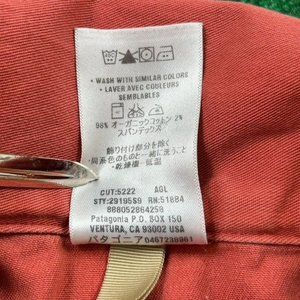 • WASH WITH SIMILAR COLORS
• LAVER AVEC COULEURS
SEMBLABLES
98% オーガニックコットン 2%
スパンデックス
飾り付け部分を除く
・同系色のものと一緒に洗うこと
・乾燥機・低温
CUT:5222 AGL
STY:29195S9 RN:51884
888052864258
Patagonia P.O. BOX 150
VENTURA, CA 93002 USA
パタゴニア 0467238961